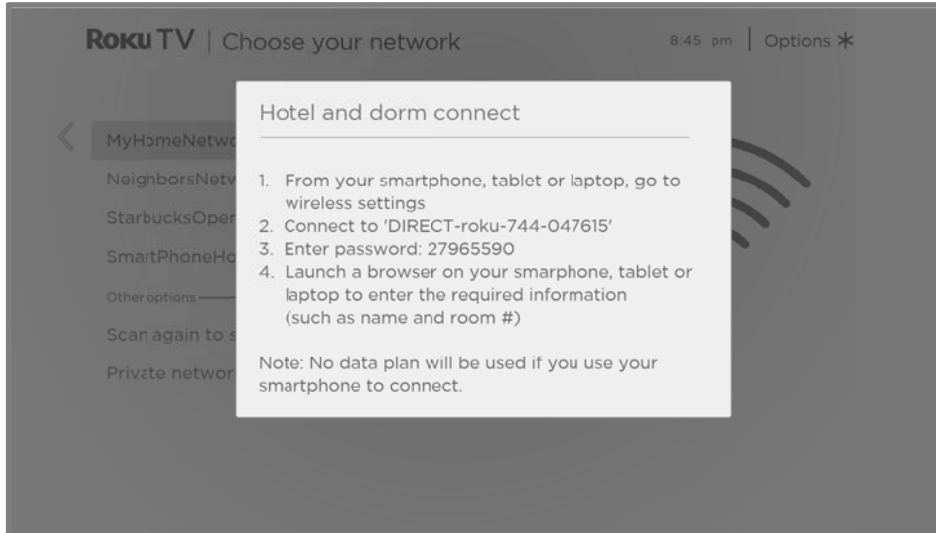 Roku TV | Choose your network
8:45 pm | Options *
Hotel and dorm connect
MyHomeNetwo
NeighborsNetw
StarbucksOper
SmartPhoneHo
Other options
Scan again to s
Private networ
1. From your smartphone, tablet or laptop, go to
wireless settings
2. Connect to 'DIRECT-roku-744-047615'
3. Enter password: 27965590
4. Launch a browser on your smarphone, tablet or
laptop to enter the required information
(such as name and room #)
Note: No data plan will be used if you use your
smartphone to connect.